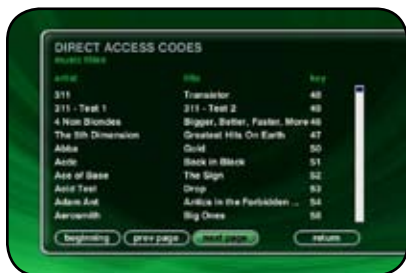 DIRECT ACCESS CODES
music titles
artist title key
311 Transistor 48
311 - Test 1 311 - Test 2 49
4 Non Blondes Bigger, Better, Faster, More 46
The 5th Dimension Greatest Hits On Earth 47
Abba Gold 50
Acdc Back in Black 51
Ace of Base The Sign 52
Acid Test Drop 53
Adam Ant Antics in the Forbidden ... 54
Aerosmith Big Ones
beginning prev page next page return